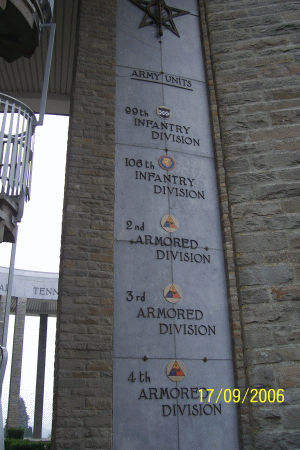 ARMY UNITS
99th
INFANTRY
DIVISION
106th
INFANTRY
DIVISION
2nd
ARMORED
DIVISION
3rd
ARMORED
DIVISION
TENN
4th
ARMORED
DIVISION
17/09/2006